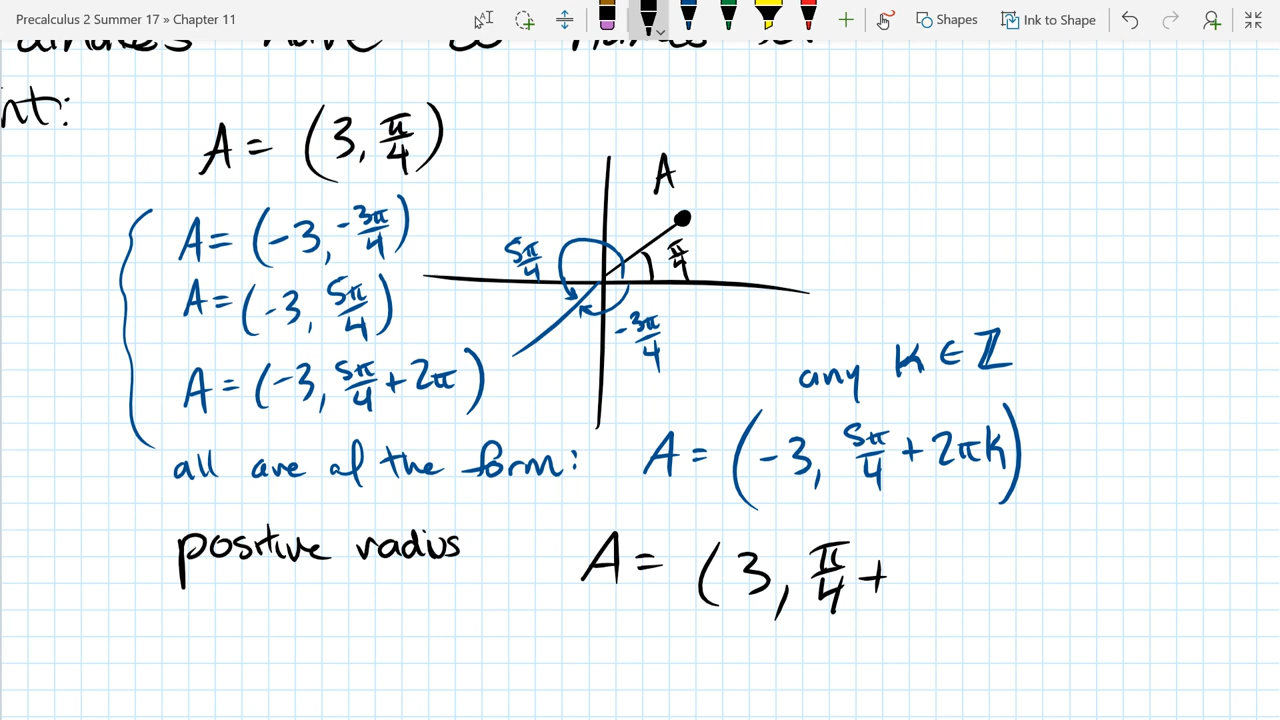 Precalculus 2 Summer 17 » Chapter 11
Shapes
Ink to Shape
nt:
A = (3, π/4)
A
A = (-3, -3π/4)
5π/4
π/4
A = (-3, 5π/4)
-3π/4
A = (-3, 5π/4 + 2π)
any K ∈ ℤ
all are of the form: A = (-3, 5π/4 + 2πK)
positive radius A = (3, π/4 +